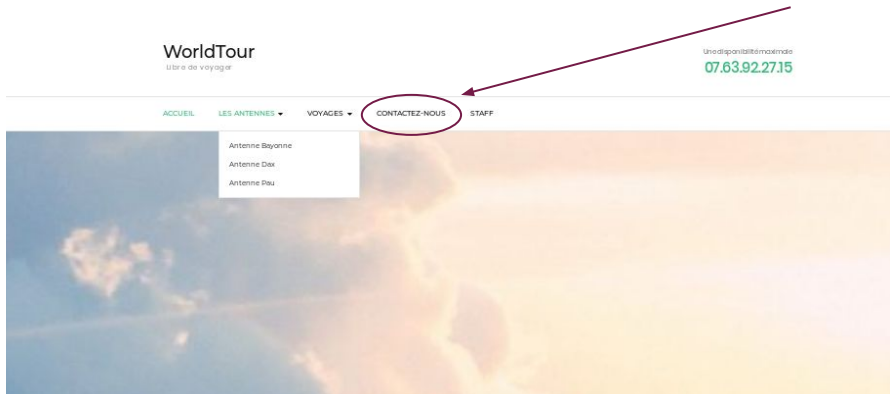 WorldTour
Libre de voyager
Une disponibilité maximale
07.63.92.27.15
ACCUEIL LES ANTENNES VOYAGES CONTACTEZ-NOUS STAFF
Antenne Bayonne
Antenne Dax
Antenne Pau